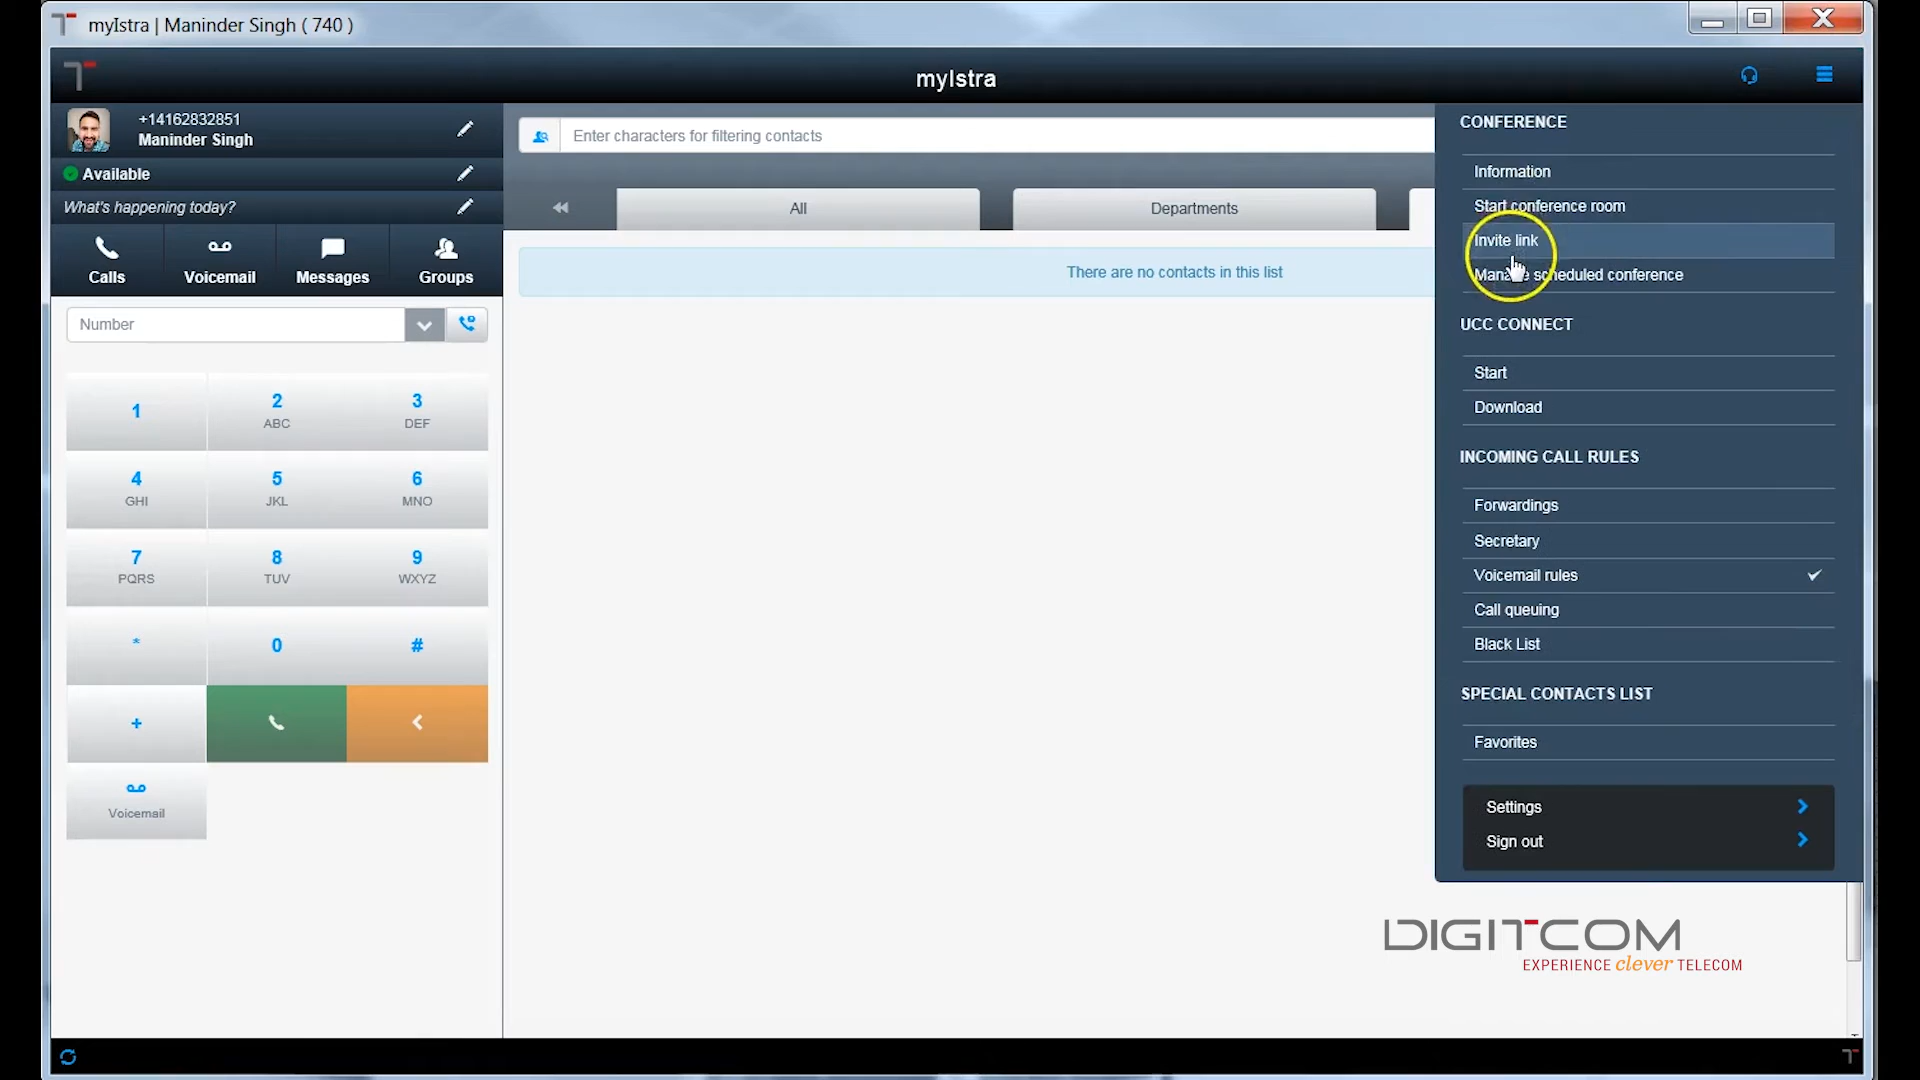 myIstra | Maninder Singh ( 740 )
myIstra
+14162832851
Maninder Singh
Available
What's happening today?
Calls
Voicemail
Messages
Groups
Number
1
2
ABC
3
DEF
4
GHI
5
JKL
6
MNO
7
PQRS
8
TUV
9
WXYZ
*
0
#
+
Voicemail
Enter characters for filtering contacts
All
Departments
There are no contacts in this list
CONFERENCE
Information
Start conference room
Invite link
Manage scheduled conference
UCC CONNECT
Start
Download
INCOMING CALL RULES
Forwardings
Secretary
Voicemail rules
Call queuing
Black List
SPECIAL CONTACTS LIST
Favorites
Settings
Sign out
DIGITCOM
EXPERIENCE clever TELECOM